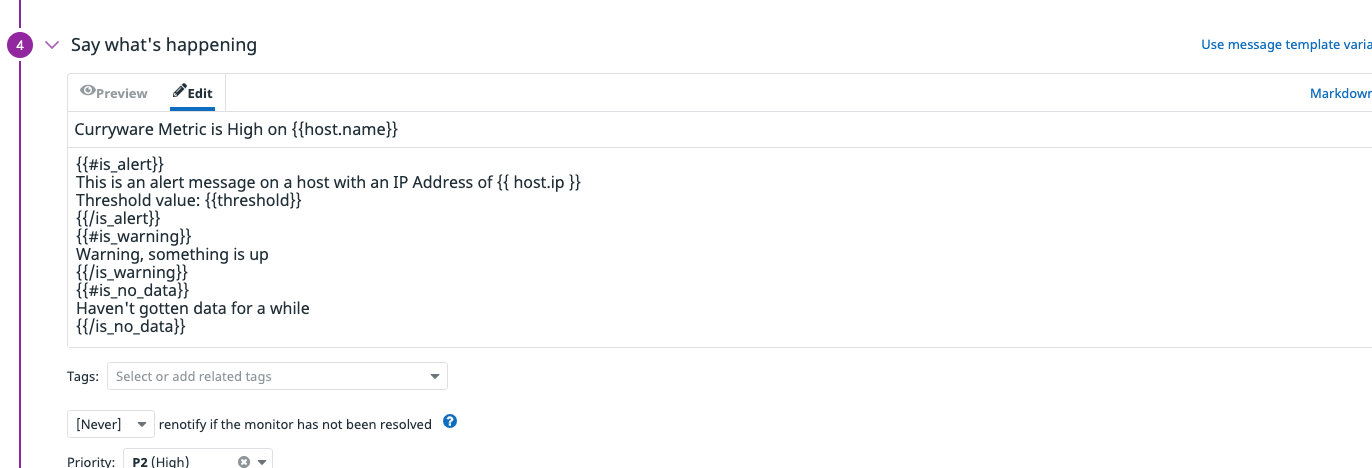 4 Say what's happening Use message template varia
Preview Edit Markdown
Curryware Metric is High on {{host.name}}
{{#is_alert}}
This is an alert message on a host with an IP Address of {{ host.ip }}
Threshold value: {{threshold}}
{{/is_alert}}
{{#is_warning}}
Warning, something is up
{{/is_warning}}
{{#is_no_data}}
Haven't gotten data for a while
{{/is_no_data}}
Tags: Select or add related tags
[Never] renotify if the monitor has not been resolved ?
Priority: P2 (High)